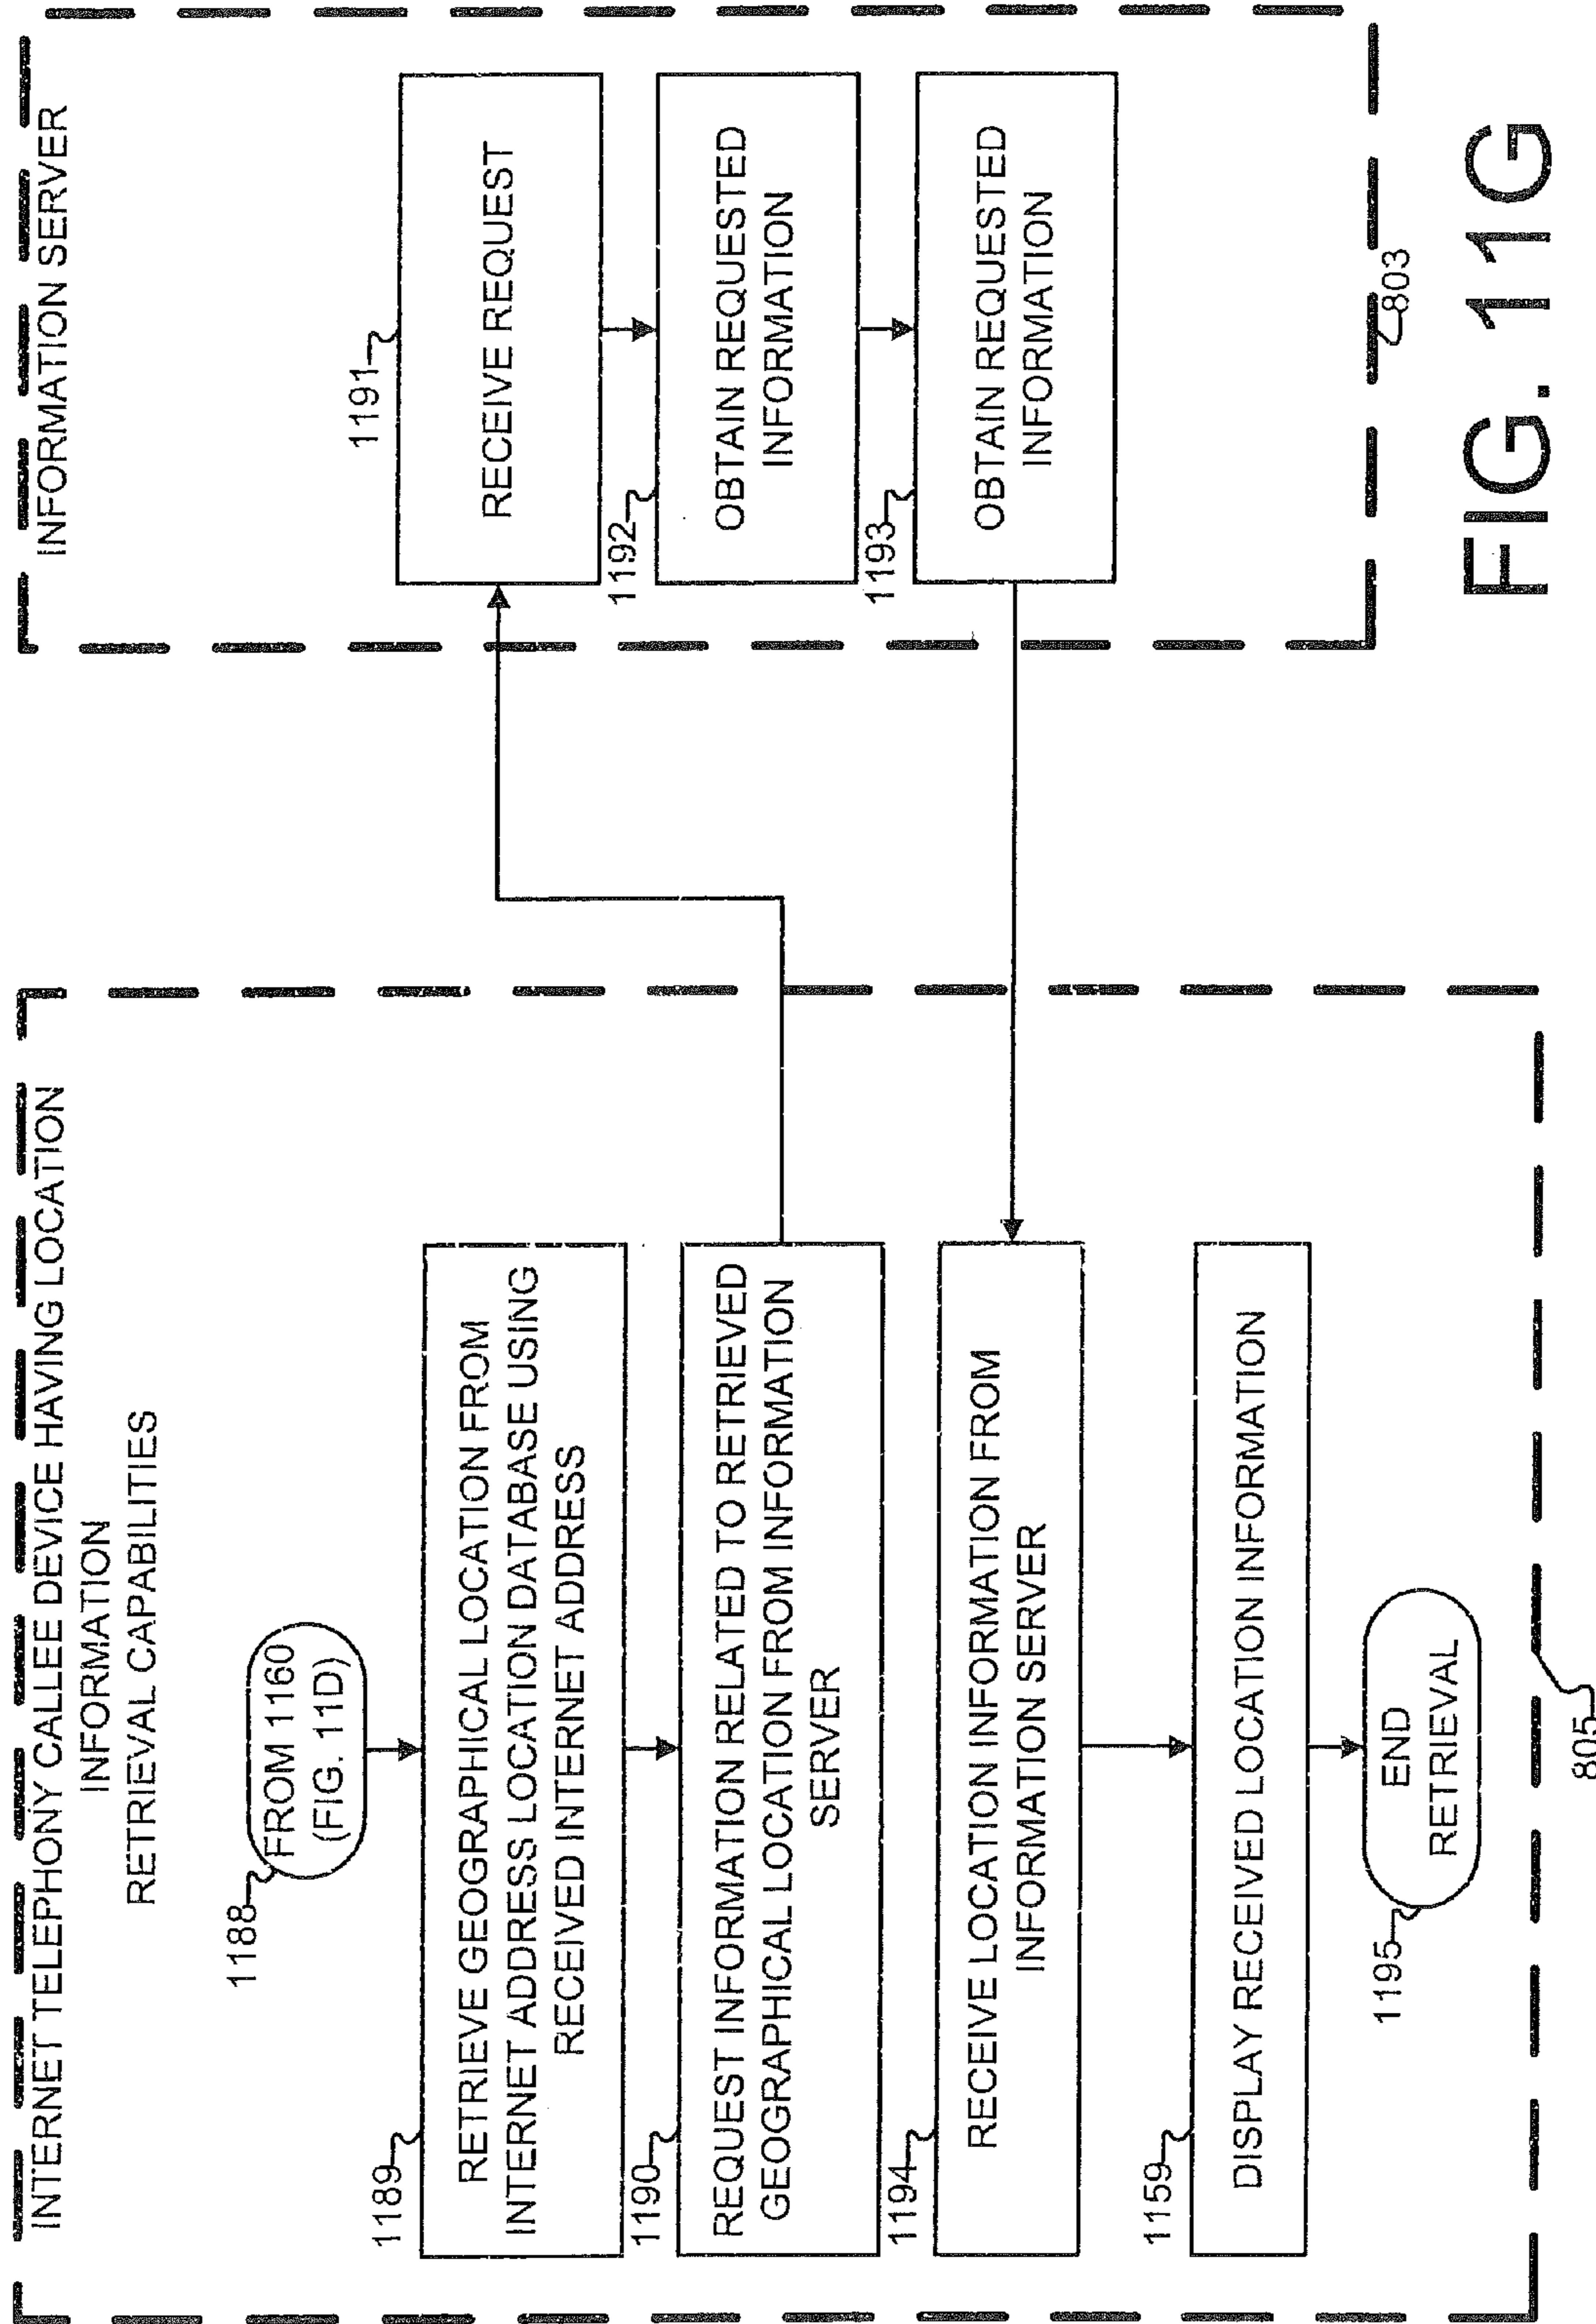 INTERNET TELEPHONY CALLEE DEVICE HAVING LOCATION
INFORMATION
RETRIEVAL CAPABILITIES
1188
FROM 1160
(FIG. 11D)
1189
RETRIEVE GEOGRAPHICAL LOCATION FROM
INTERNET ADDRESS LOCATION DATABASE USING
RECEIVED INTERNET ADDRESS
1190
REQUEST INFORMATION RELATED TO RETRIEVED
GEOGRAPHICAL LOCATION FROM INFORMATION
SERVER
1194
RECEIVE LOCATION INFORMATION FROM
INFORMATION SERVER
1159
DISPLAY RECEIVED LOCATION INFORMATION
1195
END
RETRIEVAL
805
INFORMATION SERVER
1191
RECEIVE REQUEST
1192
OBTAIN REQUESTED
INFORMATION
1193
OBTAIN REQUESTED
INFORMATION
803
FIG. 11G